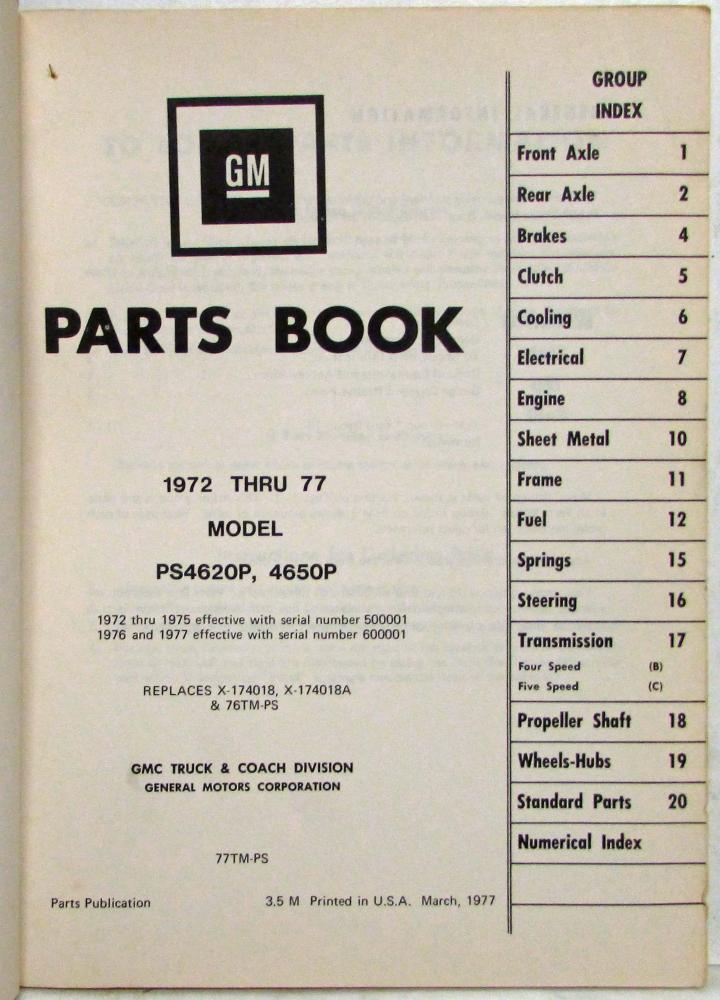 GM
PARTS BOOK
1972 THRU 77
MODEL
PS4620P, 4650P
1972 thru 1975 effective with serial number 500001
1976 and 1977 effective with serial number 600001
REPLACES X-174018, X-174018A
& 76TM-PS
GMC TRUCK & COACH DIVISION
GENERAL MOTORS CORPORATION
77TM-PS
Parts Publication 3.5 M Printed in U.S.A. March, 1977
GROUP
INDEX
Front Axle 1
Rear Axle 2
Brakes 4
Clutch 5
Cooling 6
Electrical 7
Engine 8
Sheet Metal 10
Frame 11
Fuel 12
Springs 15
Steering 16
Transmission 17
Four Speed (B)
Five Speed (C)
Propeller Shaft 18
Wheels-Hubs 19
Standard Parts 20
Numerical Index